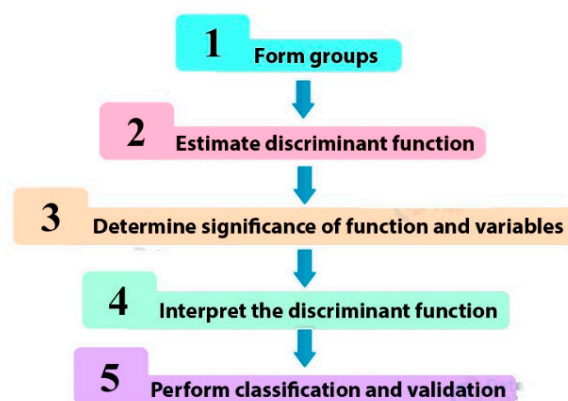 1 Form groups
2 Estimate discriminant function
3 Determine significance of function and variables
4 Interpret the discriminant function
5 Perform classification and validation